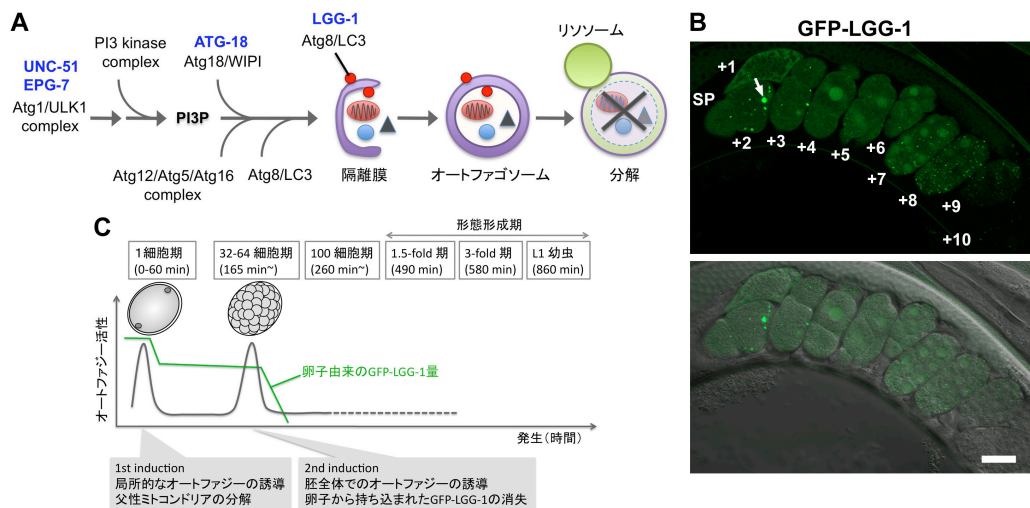 A
UNC-51
EPG-7
Atg1/ULK1
complex
PI3 kinase
complex
PI3P
ATG-18
Atg18/WIPI
Atg12/Atg5/Atg16
complex
Atg8/LC3
LGG-1
Atg8/LC3
隔離膜
オートファゴソーム
リソソーム
分解
B
GFP-LGG-1
+1
SP
+2
+3
+4
+5
+6
+7
+8
+9
+10
C
形態形成期
1 細胞期
(0-60 min)
32-64 細胞期
(165 min~)
100 細胞期
(260 min~)
1.5-fold 期
(490 min)
3-fold 期
(580 min)
L1 幼虫
(860 min)
オートファジー活性
卵子由来のGFP-LGG-1量
発生(時間)
1st induction
局所的なオートファジーの誘導
父性ミトコンドリアの分解
2nd induction
胚全体でのオートファジーの誘導
卵子から持ち込まれたGFP-LGG-1の消失